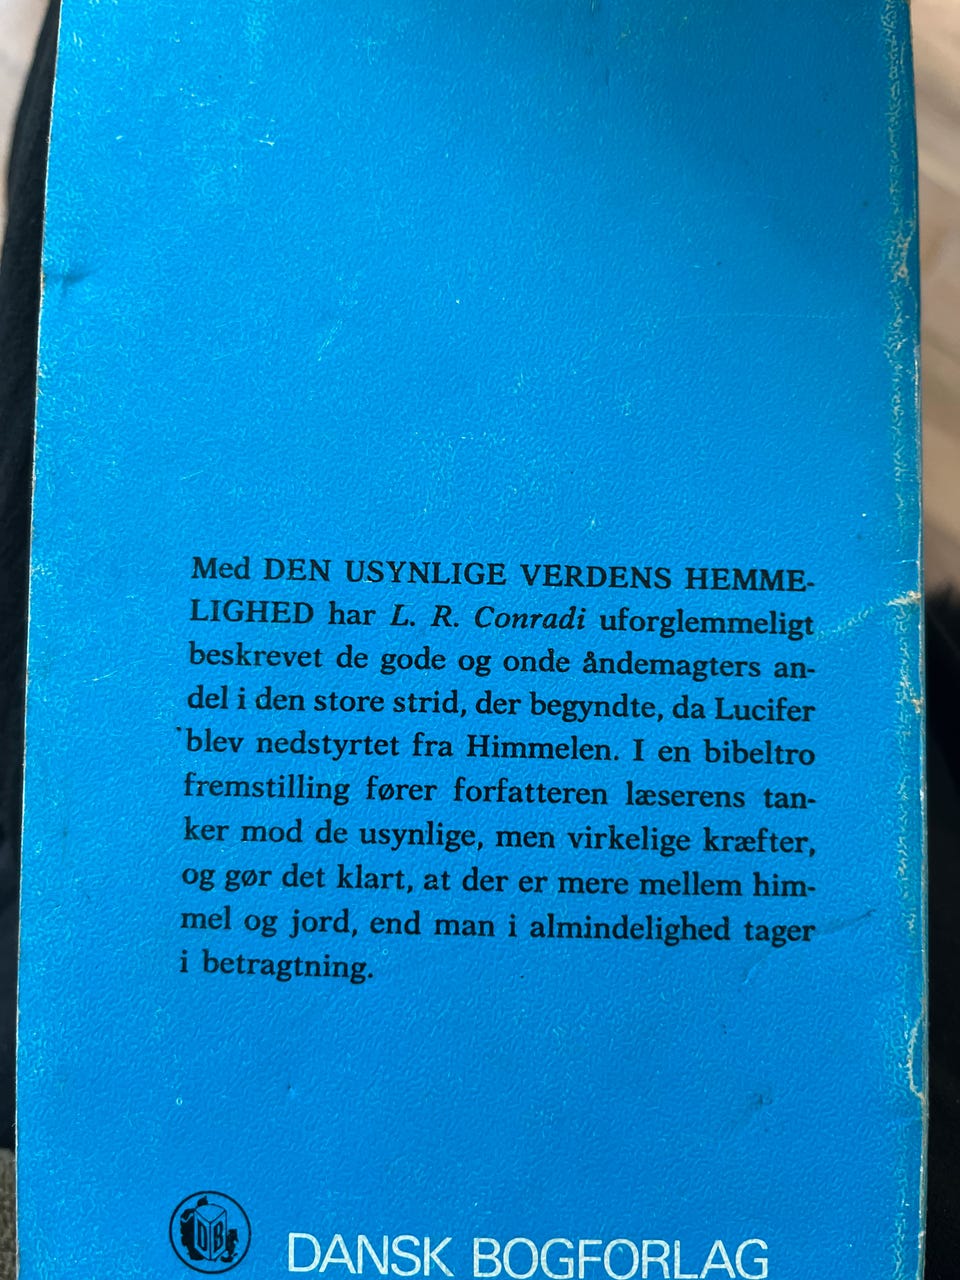 Med DEN USYNLIGE VERDENS HEMME-
LIGHED har L. R. Conradi uforglemmeligt
beskrevet de gode og onde åndemagters an-
del i den store strid, der begyndte, da Lucifer
blev nedstyrtet fra Himmelen. I en bibeltro
fremstilling fører forfatteren læserens tan-
ker mod de usynlige, men virkelige kræfter,
og gør det klart, at der er mere mellem him-
mel og jord, end man i almindelighed tager
i betragtning.
DB
DANSK BOGFORLAG